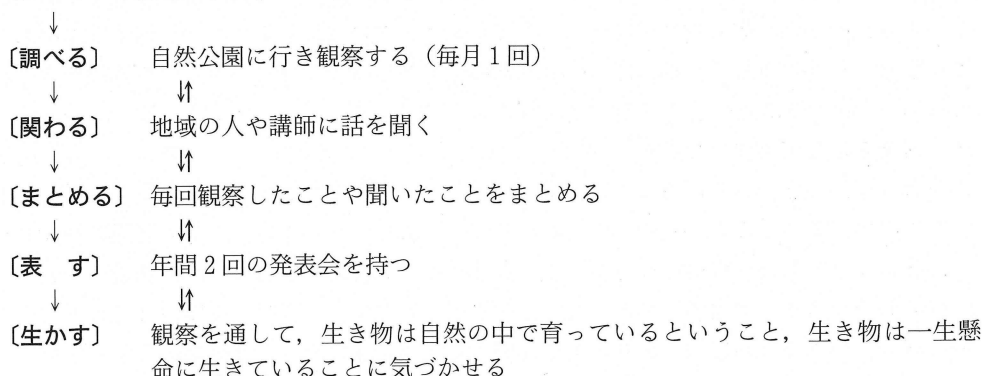 ↓
〔調べる〕 自然公園に行き観察する（毎月1回）
↓ ↓↑
〔関わる〕 地域の人や講師に話を聞く
↓ ↓↑
〔まとめる〕 毎回観察したことや聞いたことをまとめる
↓ ↓↑
〔表　す〕 年間2回の発表会を持つ
↓ ↓↑
〔生かす〕 観察を通して，生き物は自然の中で育っているということ，生き物は一生懸
命に生きていることに気づかせる